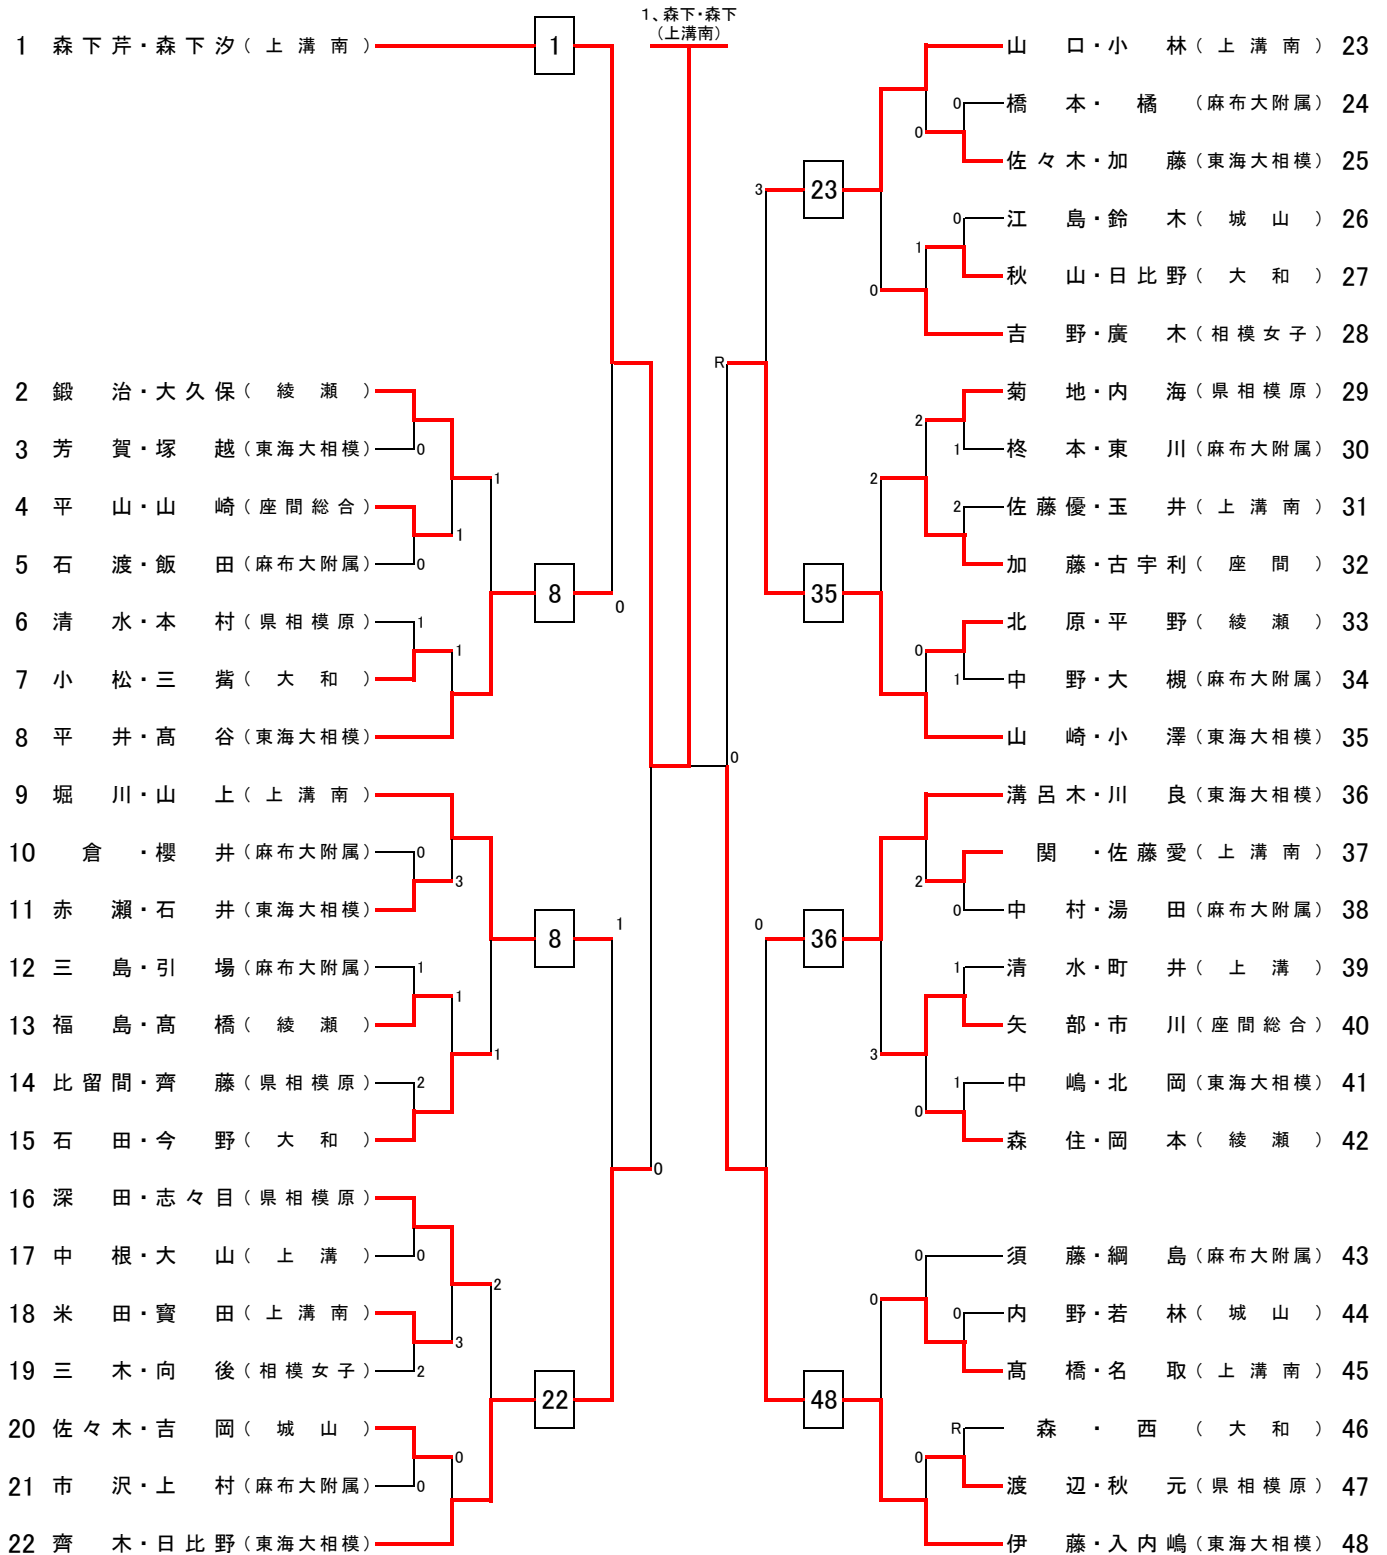 1、森下・森下
（上溝南）
1 森下芹・森下汐（上溝南）
1
2 鍛治・大久保（綾瀬）
3 芳賀・塚越（東海大相模）
0
4 平山・山崎（座間総合）
5 石渡・飯田（麻布大附属）
0
1
1
6 清水・本村（県相模原）
1
7 小松・三觜（大和）
1
8 平井・髙谷（東海大相模）
8
0
9 堀川・山上（上溝南）
10 倉・櫻井（麻布大附属）
0
11 赤瀬・石井（東海大相模）
3
12 三島・引場（麻布大附属）
1
13 福島・髙橋（綾瀬）
1
14 比留間・齊藤（県相模原）
2
15 石田・今野（大和）
1
8
1
16 深田・志々目（県相模原）
17 中根・大山（上溝）
0
18 米田・寳田（上溝南）
3
19 三木・向後（相模女子）
2
2
20 佐々木・吉岡（城山）
0
21 市沢・上村（麻布大附属）
0
22 齊木・日比野（東海大相模）
22
0
山口・小林（上溝南） 23
0
橋本・橘（麻布大附属） 24
0
佐々木・加藤（東海大相模） 25
23
3
0
江島・鈴木（城山） 26
1
秋山・日比野（大和） 27
0
吉野・廣木（相模女子） 28
R
菊地・内海（県相模原） 29
2
1
柊本・東川（麻布大附属） 30
2
2
佐藤優・玉井（上溝南） 31
加藤・古宇利（座間） 32
35
北原・平野（綾瀬） 33
0
1
中野・大槻（麻布大附属） 34
山崎・小澤（東海大相模） 35
0
溝呂木・川良（東海大相模） 36
関・佐藤愛（上溝南） 37
2
0
中村・湯田（麻布大附属） 38
36
0
1
清水・町井（上溝） 39
矢部・市川（座間総合） 40
3
1
中嶋・北岡（東海大相模） 41
0
森住・岡本（綾瀬） 42
0
須藤・綱島（麻布大附属） 43
0
0
内野・若林（城山） 44
髙橋・名取（上溝南） 45
48
R
森・西（大和） 46
0
渡辺・秋元（県相模原） 47
伊藤・入内嶋（東海大相模） 48